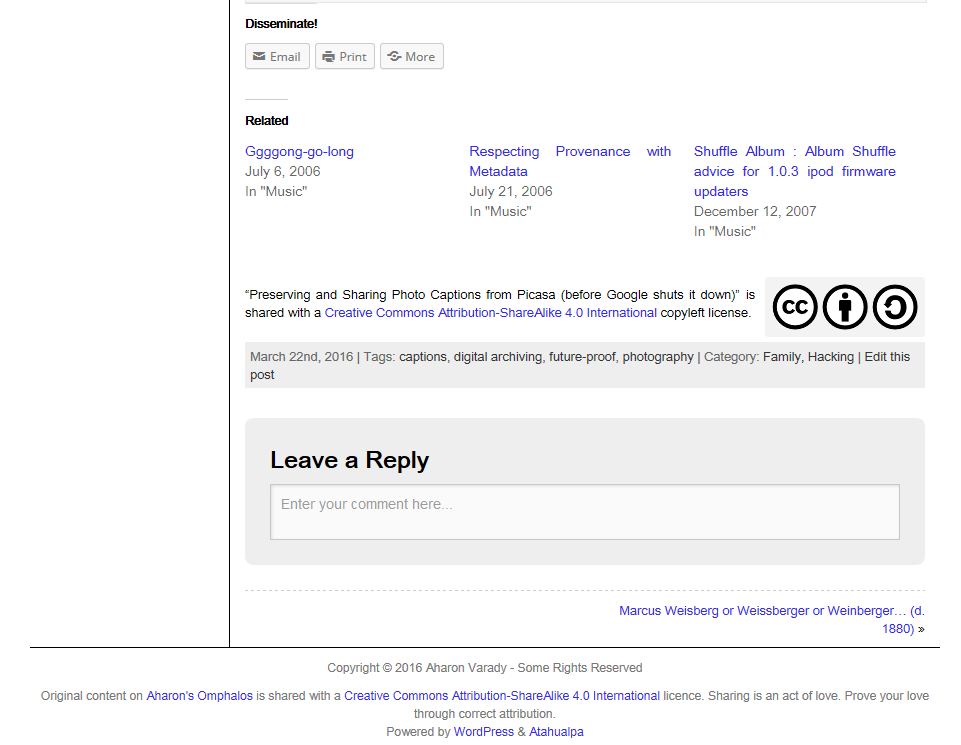 Disseminate!
Email Print More
Related
Ggggong-go-long
July 6, 2006
In "Music"
Respecting Provenance with
Metadata
July 21, 2006
In "Music"
Shuffle Album : Album Shuffle
advice for 1.0.3 ipod firmware
updaters
December 12, 2007
In "Music"
“Preserving and Sharing Photo Captions from Picasa (before Google shuts it down)” is
shared with a Creative Commons Attribution-ShareAlike 4.0 International copyleft license.
cc
March 22nd, 2016 | Tags: captions, digital archiving, future-proof, photography | Category: Family, Hacking | Edit this
post
Leave a Reply
Enter your comment here...
Marcus Weisberg or Weissberger or Weinberger… (d.
1880) »
Copyright © 2016 Aharon Varady - Some Rights Reserved
Original content on Aharon's Omphalos is shared with a Creative Commons Attribution-ShareAlike 4.0 International licence. Sharing is an act of love. Prove your love
through correct attribution.
Powered by WordPress & Atahualpa